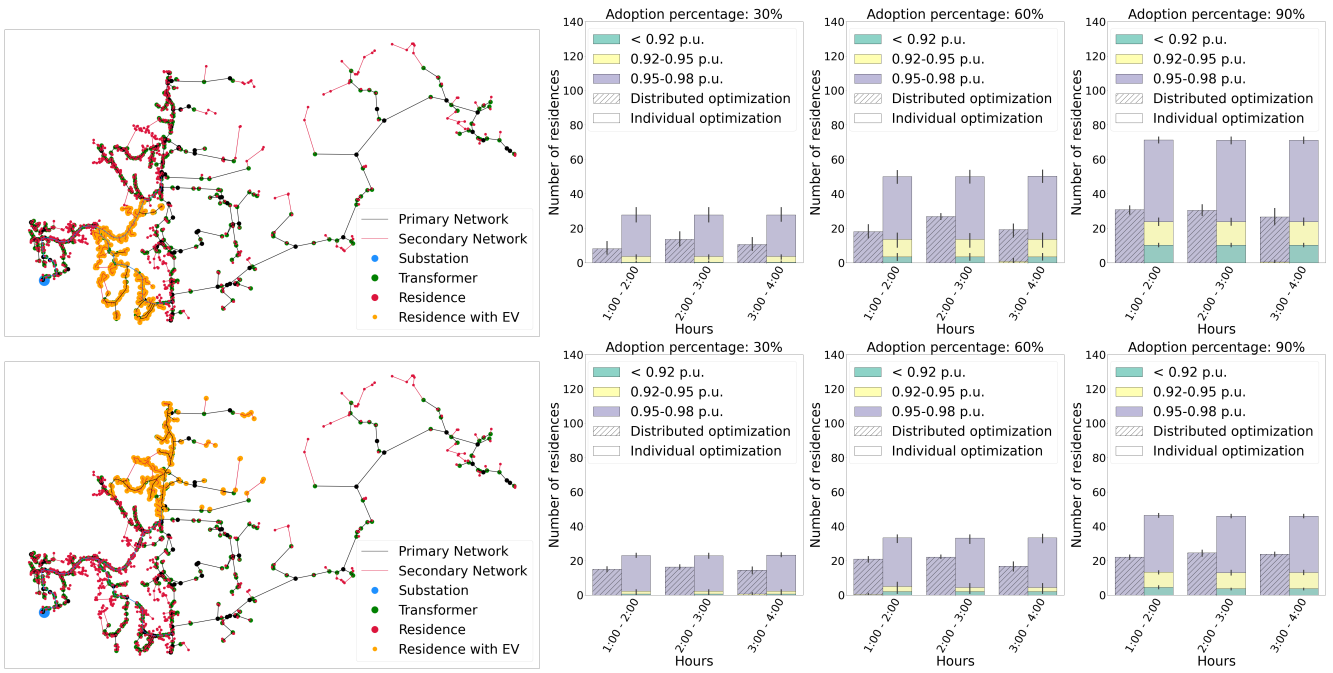 Primary Network
Secondary Network
Substation
Transformer
Residence
Residence with EV
Adoption percentage: 30%
Number of residences
140
120
100
80
60
40
20
0
< 0.92 p.u.
0.92-0.95 p.u.
0.95-0.98 p.u.
Distributed optimization
Individual optimization
1:00 - 2:00
2:00 - 3:00
3:00 - 4:00
Hours
Adoption percentage: 60%
Number of residences
140
120
100
80
60
40
20
0
< 0.92 p.u.
0.92-0.95 p.u.
0.95-0.98 p.u.
Distributed optimization
Individual optimization
1:00 - 2:00
2:00 - 3:00
3:00 - 4:00
Hours
Adoption percentage: 90%
Number of residences
140
120
100
80
60
40
20
0
< 0.92 p.u.
0.92-0.95 p.u.
0.95-0.98 p.u.
Distributed optimization
Individual optimization
1:00 - 2:00
2:00 - 3:00
3:00 - 4:00
Hours
Primary Network
Secondary Network
Substation
Transformer
Residence
Residence with EV
Adoption percentage: 30%
Number of residences
140
120
100
80
60
40
20
0
< 0.92 p.u.
0.92-0.95 p.u.
0.95-0.98 p.u.
Distributed optimization
Individual optimization
1:00 - 2:00
2:00 - 3:00
3:00 - 4:00
Hours
Adoption percentage: 60%
Number of residences
140
120
100
80
60
40
20
0
< 0.92 p.u.
0.92-0.95 p.u.
0.95-0.98 p.u.
Distributed optimization
Individual optimization
1:00 - 2:00
2:00 - 3:00
3:00 - 4:00
Hours
Adoption percentage: 90%
Number of residences
140
120
100
80
60
40
20
0
< 0.92 p.u.
0.92-0.95 p.u.
0.95-0.98 p.u.
Distributed optimization
Individual optimization
1:00 - 2:00
2:00 - 3:00
3:00 - 4:00
Hours